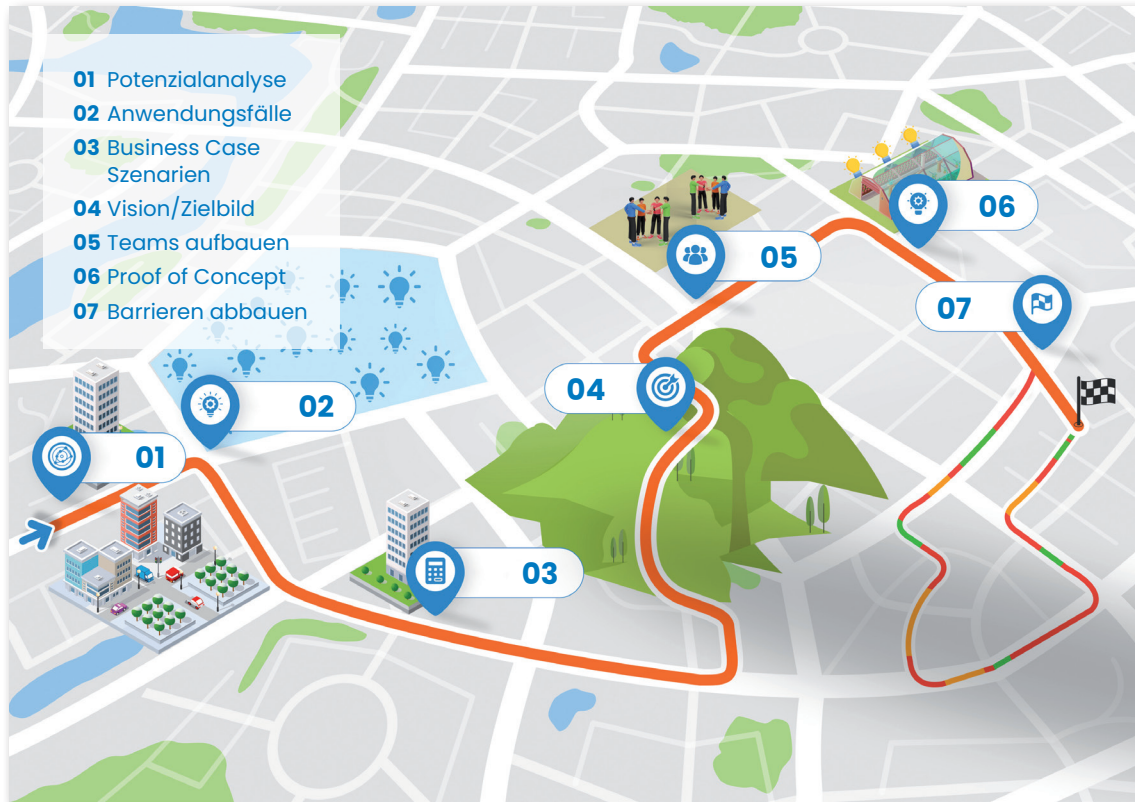 01 Potenzialanalyse
02 Anwendungsfälle
03 Business Case
Szenarien
04 Vision/Zielbild
05 Teams aufbauen
06 Proof of Concept
07 Barrieren abbauen
06
05
07
04
02
01
03